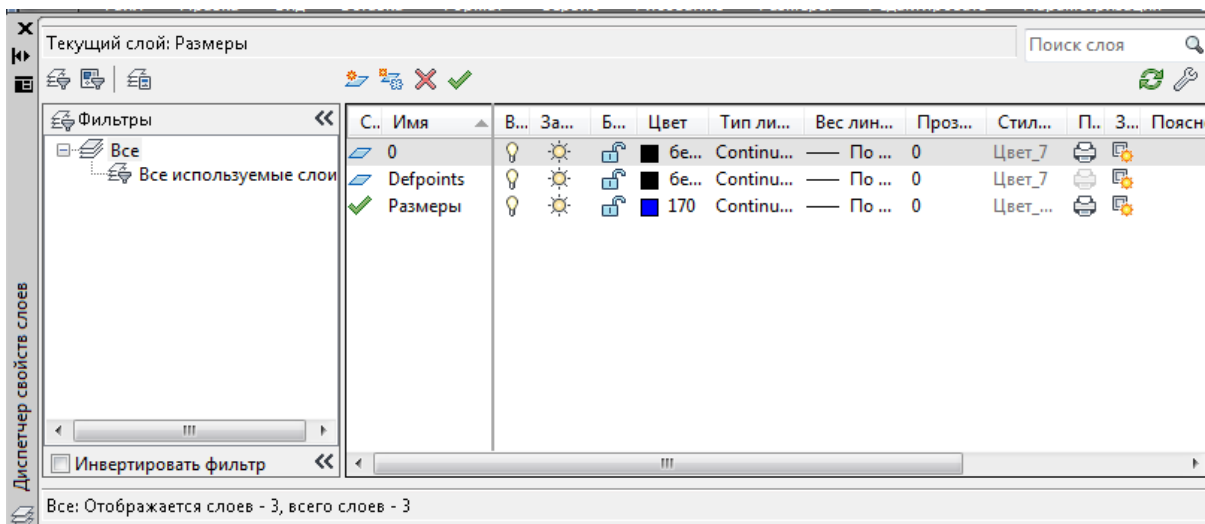 Текущий слой: Размеры
Поиск слоя
Фильтры
Все
Все используемые слои
С.. Имя В... За... Б... Цвет Тип ли... Вес лин... Проз... Стил... П.. З... Поясн
0 бе... Continu... По ... 0 Цвет_7
Defpoints бе... Continu... По ... 0 Цвет_7
Размеры 170 Continu... По ... 0 Цвет_...
Инвертировать фильтр
Все: Отображается слоев - 3, всего слоев - 3
Диспетчер свойств слоев